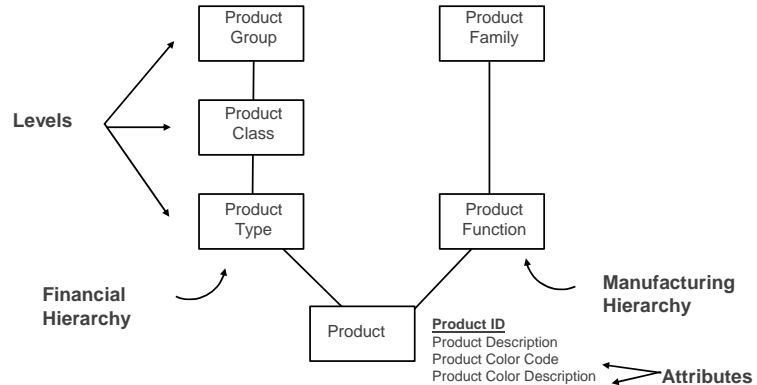 Product
Group
Product
Family
Levels
Product
Class
Product
Type
Product
Function
Financial
Hierarchy
Manufacturing
Hierarchy
Product
Product ID
Product Description
Product Color Code
Product Color Description
Attributes